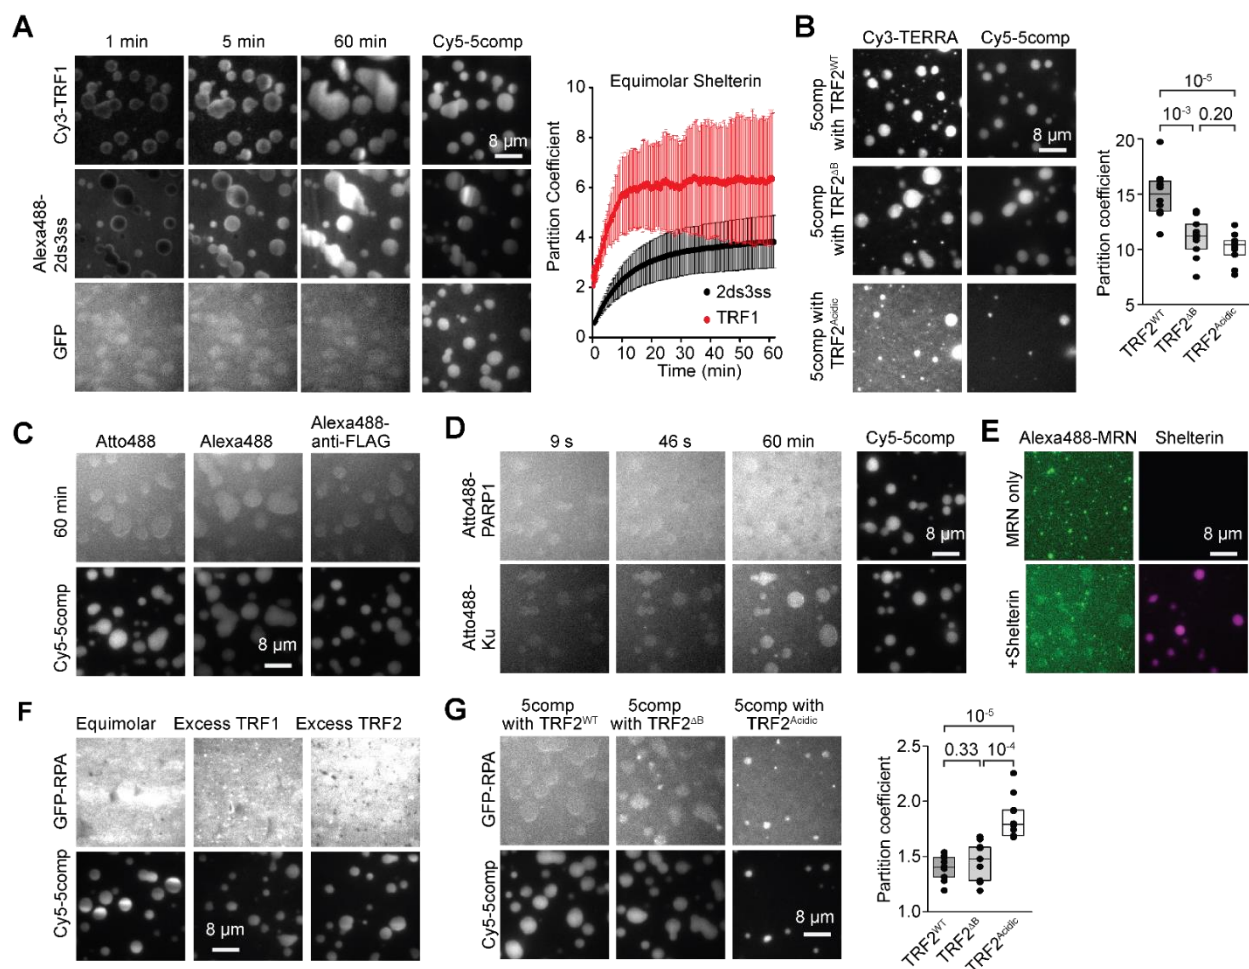 A
1 min
5 min
60 min
Cy5-5comp
Cy3-TRF1
8 µm
Alexa488-
2ds3ss
GFP
Equimolar Shelterin
Partition Coefficient
10
8
6
4
2
0
2ds3ss
TRF1
0 10 20 30 40 50 60
Time (min)
B
Cy3-TERRA
Cy5-5comp
5comp
with TRF2WT
8 µm
5comp
with TRF2ΔB
5comp with
TRF2Acidic
10-5
10-3
0.20
Partition coefficient
20
15
10
5
TRF2WT
TRF2ΔB
TRF2Acidic
C
Atto488
Alexa488
Alexa488-
anti-FLAG
60 min
Cy5-5comp
8 µm
D
9 s
46 s
60 min
Cy5-5comp
Atto488-
PARP1
8 µm
Atto488-
Ku
E
Alexa488-MRN
Shelterin
MRN only
8 µm
+Shelterin
F
Equimolar
Excess TRF1
Excess TRF2
GFP-RPA
Cy5-5comp
8 µm
G
5comp
with TRF2WT
5comp
with TRF2ΔB
5comp with
TRF2Acidic
GFP-RPA
Cy5-5comp
8 µm
10-5
0.33
10-4
Partition coefficient
2.5
2.0
1.5
1.0
TRF2WT
TRF2ΔB
TRF2Acidic